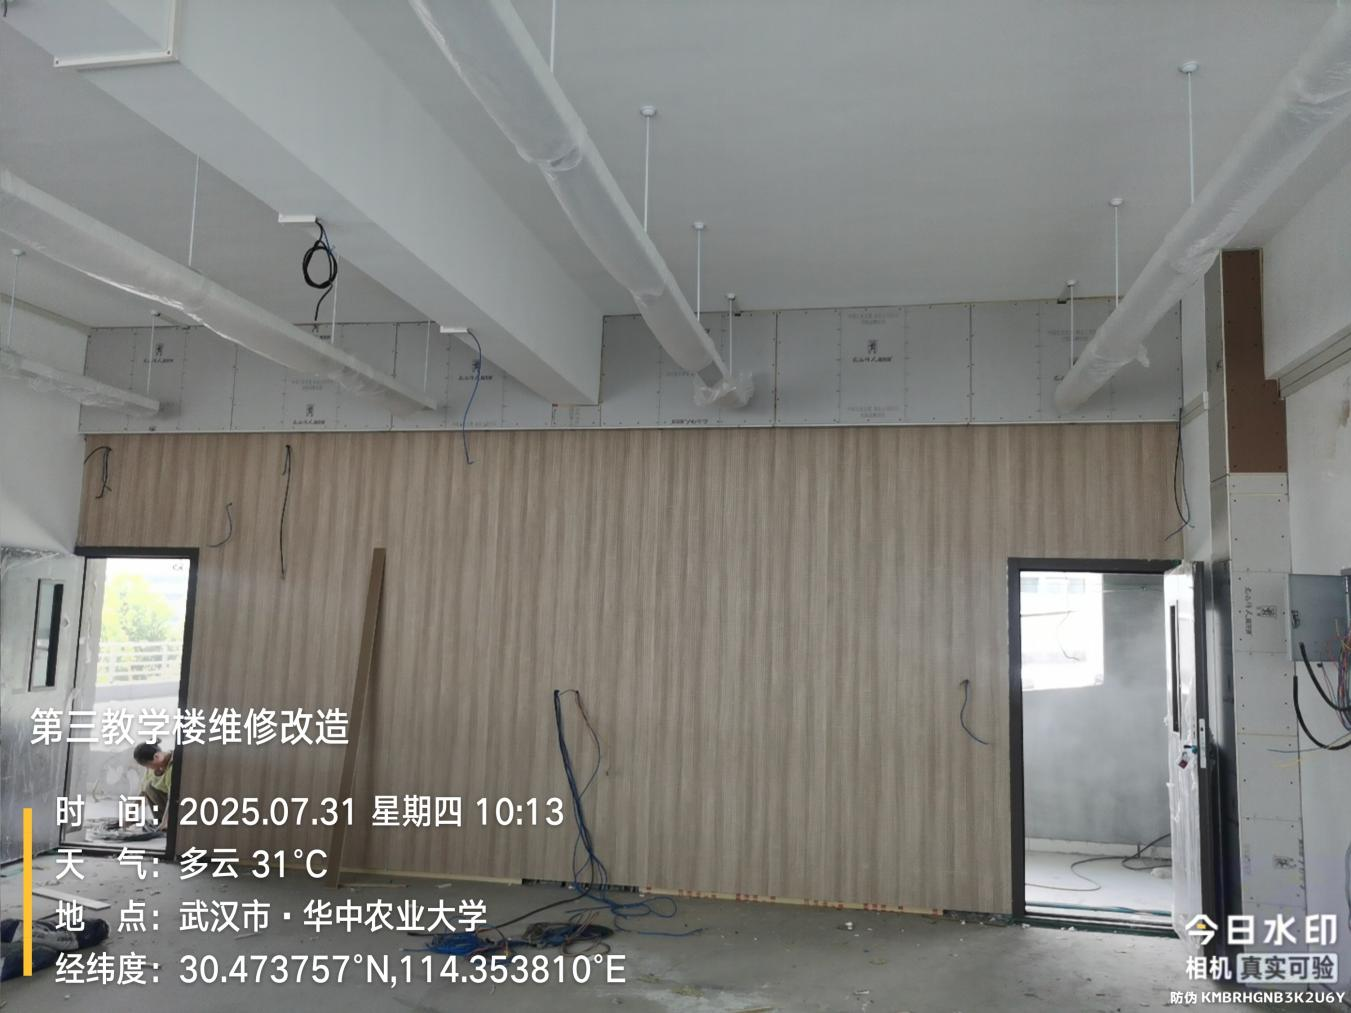 第三教学楼维修改造
时 间：2025.07.31 星期四 10:13
天 气：多云 31°C
地 点：武汉市·华中农业大学
经纬度：30.473757°N,114.353810°E
今日水印
相机 真实可验
防伪 KMBRHGNB3K2U6Y